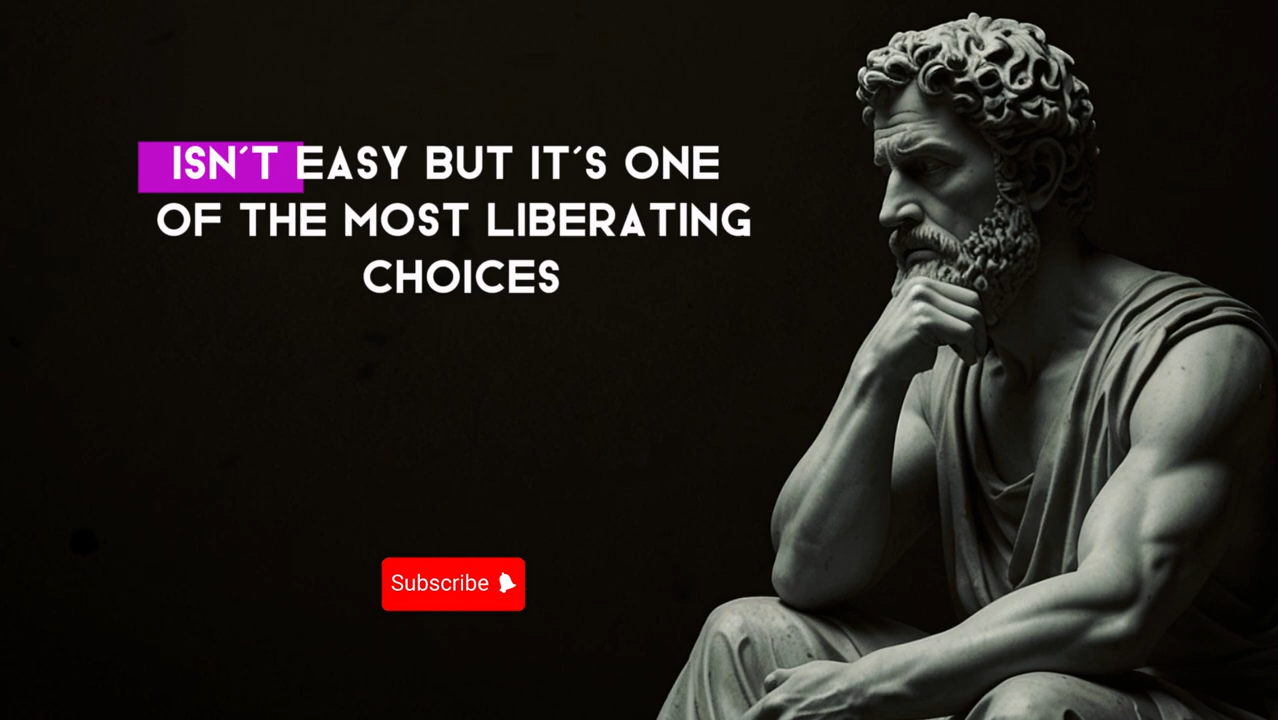 ISN´T EASY BUT IT´S ONE
OF THE MOST LIBERATING
CHOICES
Subscribe